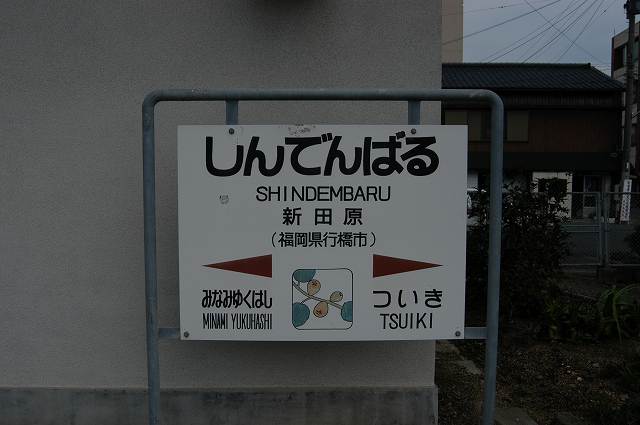 しんでんばる
SHINDEMBARU
新田原
(福岡県行橋市)
みなみゆくはし ついき
MINAMI YUKUHASHI TSUIKI